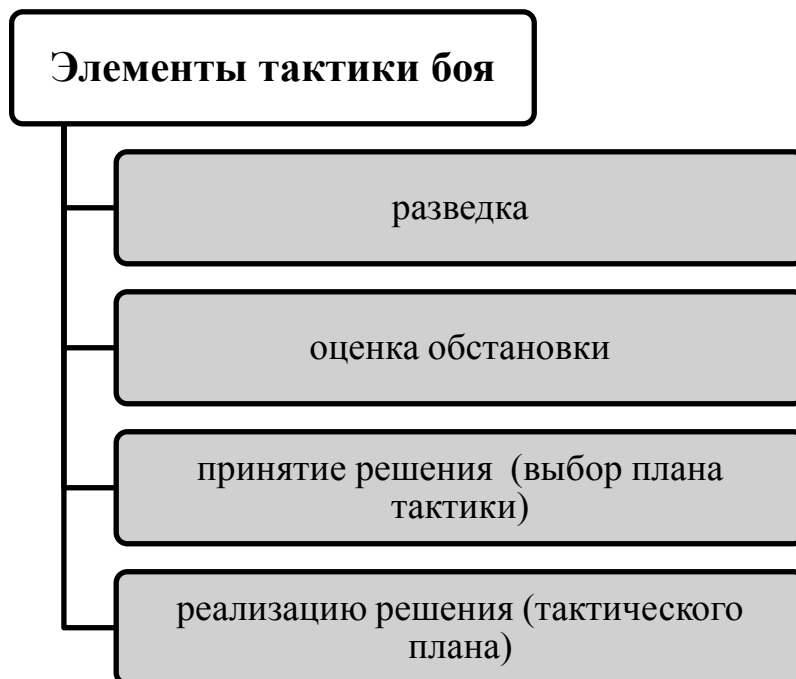 Элементы тактики боя
разведка
оценка обстановки
принятие решения (выбор плана
тактики)
реализацию решения (тактического
плана)